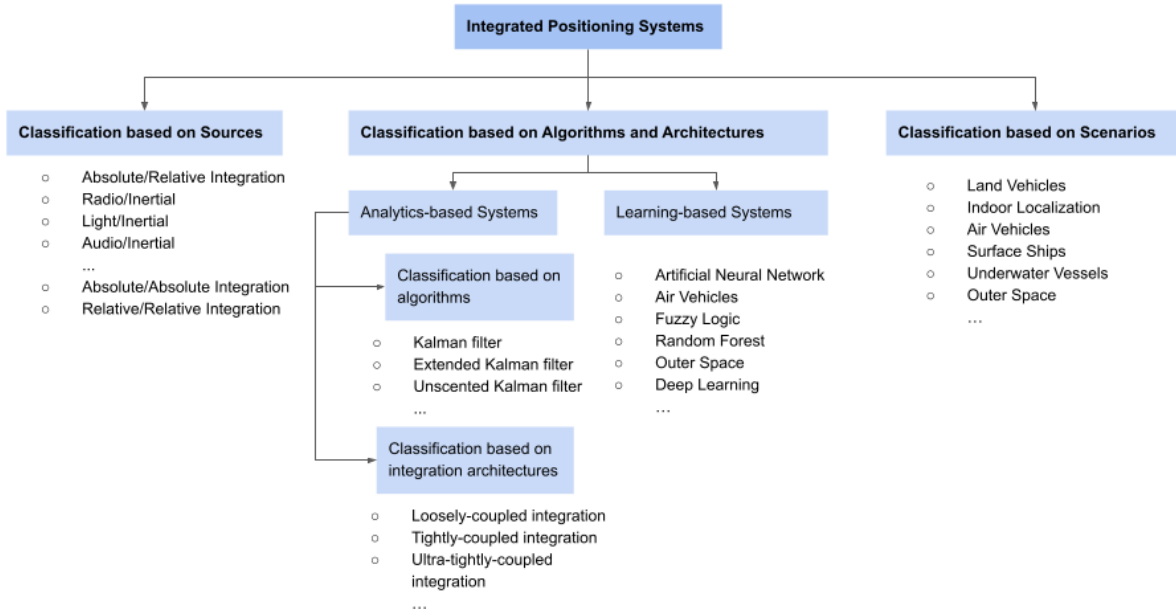 Integrated Positioning Systems
Classification based on Sources
○ Absolute/Relative Integration
○ Radio/Inertial
○ Light/Inertial
○ Audio/Inertial
...
○ Absolute/Absolute Integration
○ Relative/Relative Integration
Classification based on Algorithms and Architectures
Analytics-based Systems
Classification based on
algorithms
○ Kalman filter
○ Extended Kalman filter
○ Unscented Kalman filter
...
Classification based on
integration architectures
○ Loosely-coupled integration
○ Tightly-coupled integration
○ Ultra-tightly-coupled
integration
...
Learning-based Systems
○ Artificial Neural Network
○ Air Vehicles
○ Fuzzy Logic
○ Random Forest
○ Outer Space
○ Deep Learning
...
Classification based on Scenarios
○ Land Vehicles
○ Indoor Localization
○ Air Vehicles
○ Surface Ships
○ Underwater Vessels
○ Outer Space
...